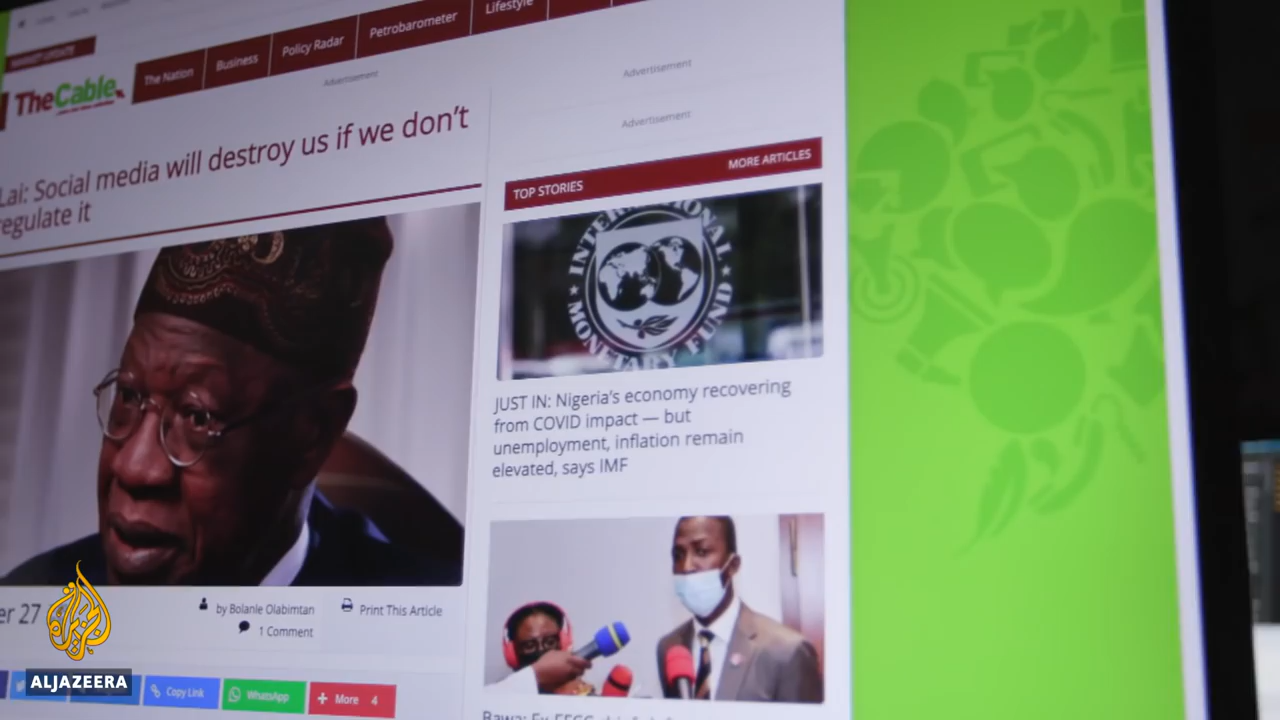 MARKET UPDATE
TheCable
The Nation
Business
Policy Radar
Petrobarometer
Lifestyle
Advertisement
Lai: Social media will destroy us if we don't
regulate it
er 27
by Bolanle Olabimtan
Print This Article
1 Comment
Copy Link
WhatsApp
More 4
Advertisement
Advertisement
TOP STORIES
MORE ARTICLES
INTERNATIONAL
MONETARY FUND
JUST IN: Nigeria's economy recovering
from COVID impact — but
unemployment, inflation remain
elevated, says IMF
ALJAZEERA